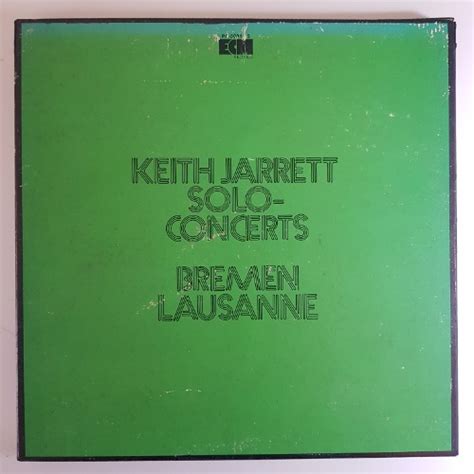 ECM
KEITH JARRETT
SOLO-
CONCERTS
BREMEN
LAUSANNE